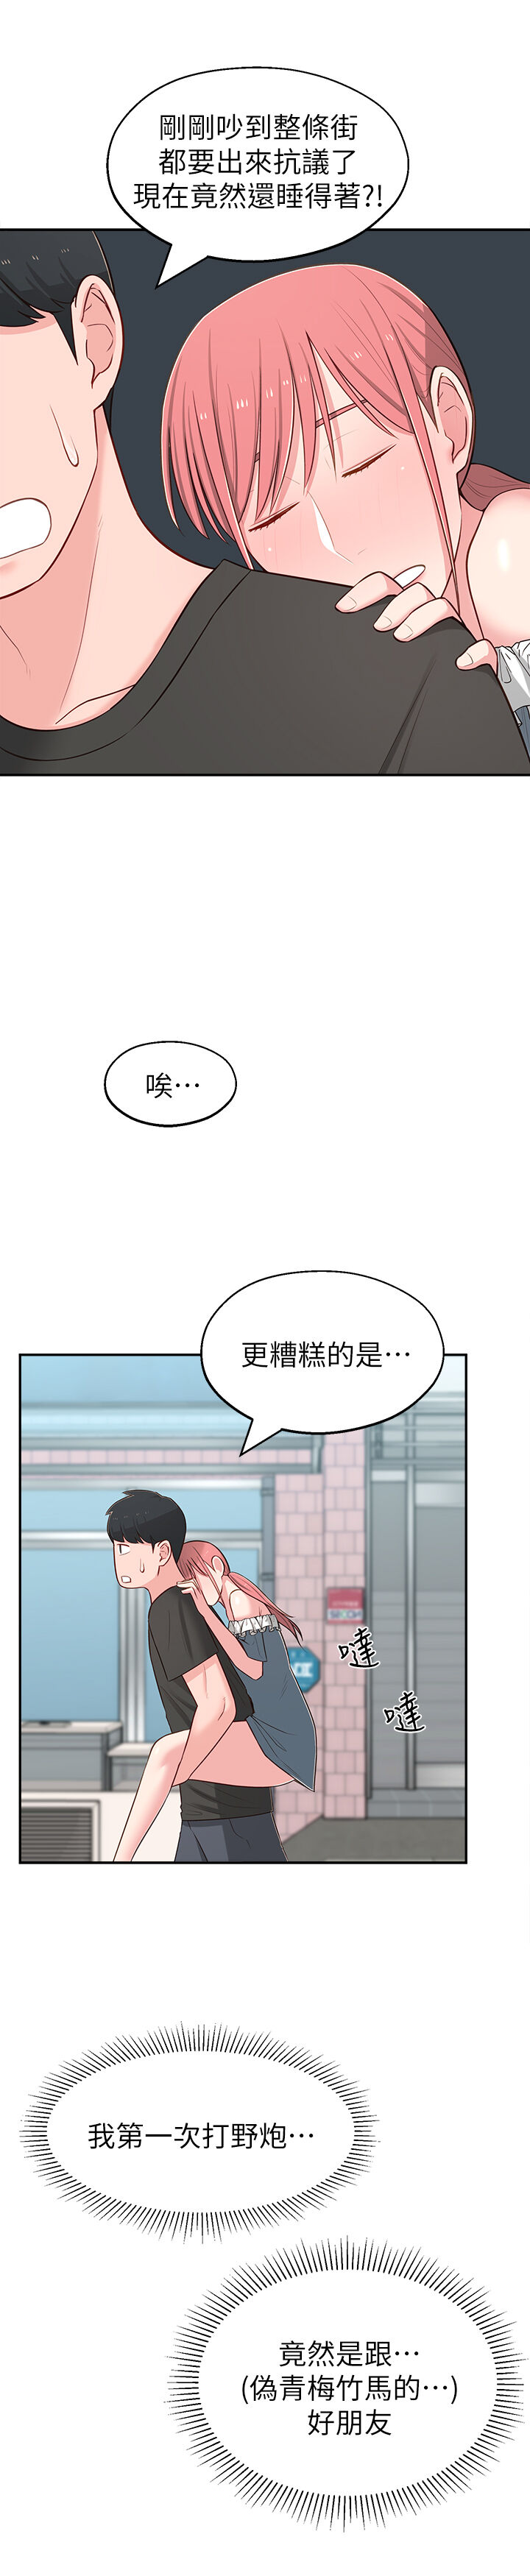 剛剛吵到整條街
都要出來抗議了
現在竟然還睡得著?!
唉…
更糟糕的是…
噠
噠
我第一次打野炮…
竟然是跟…
(偽青梅竹馬的…)
好朋友